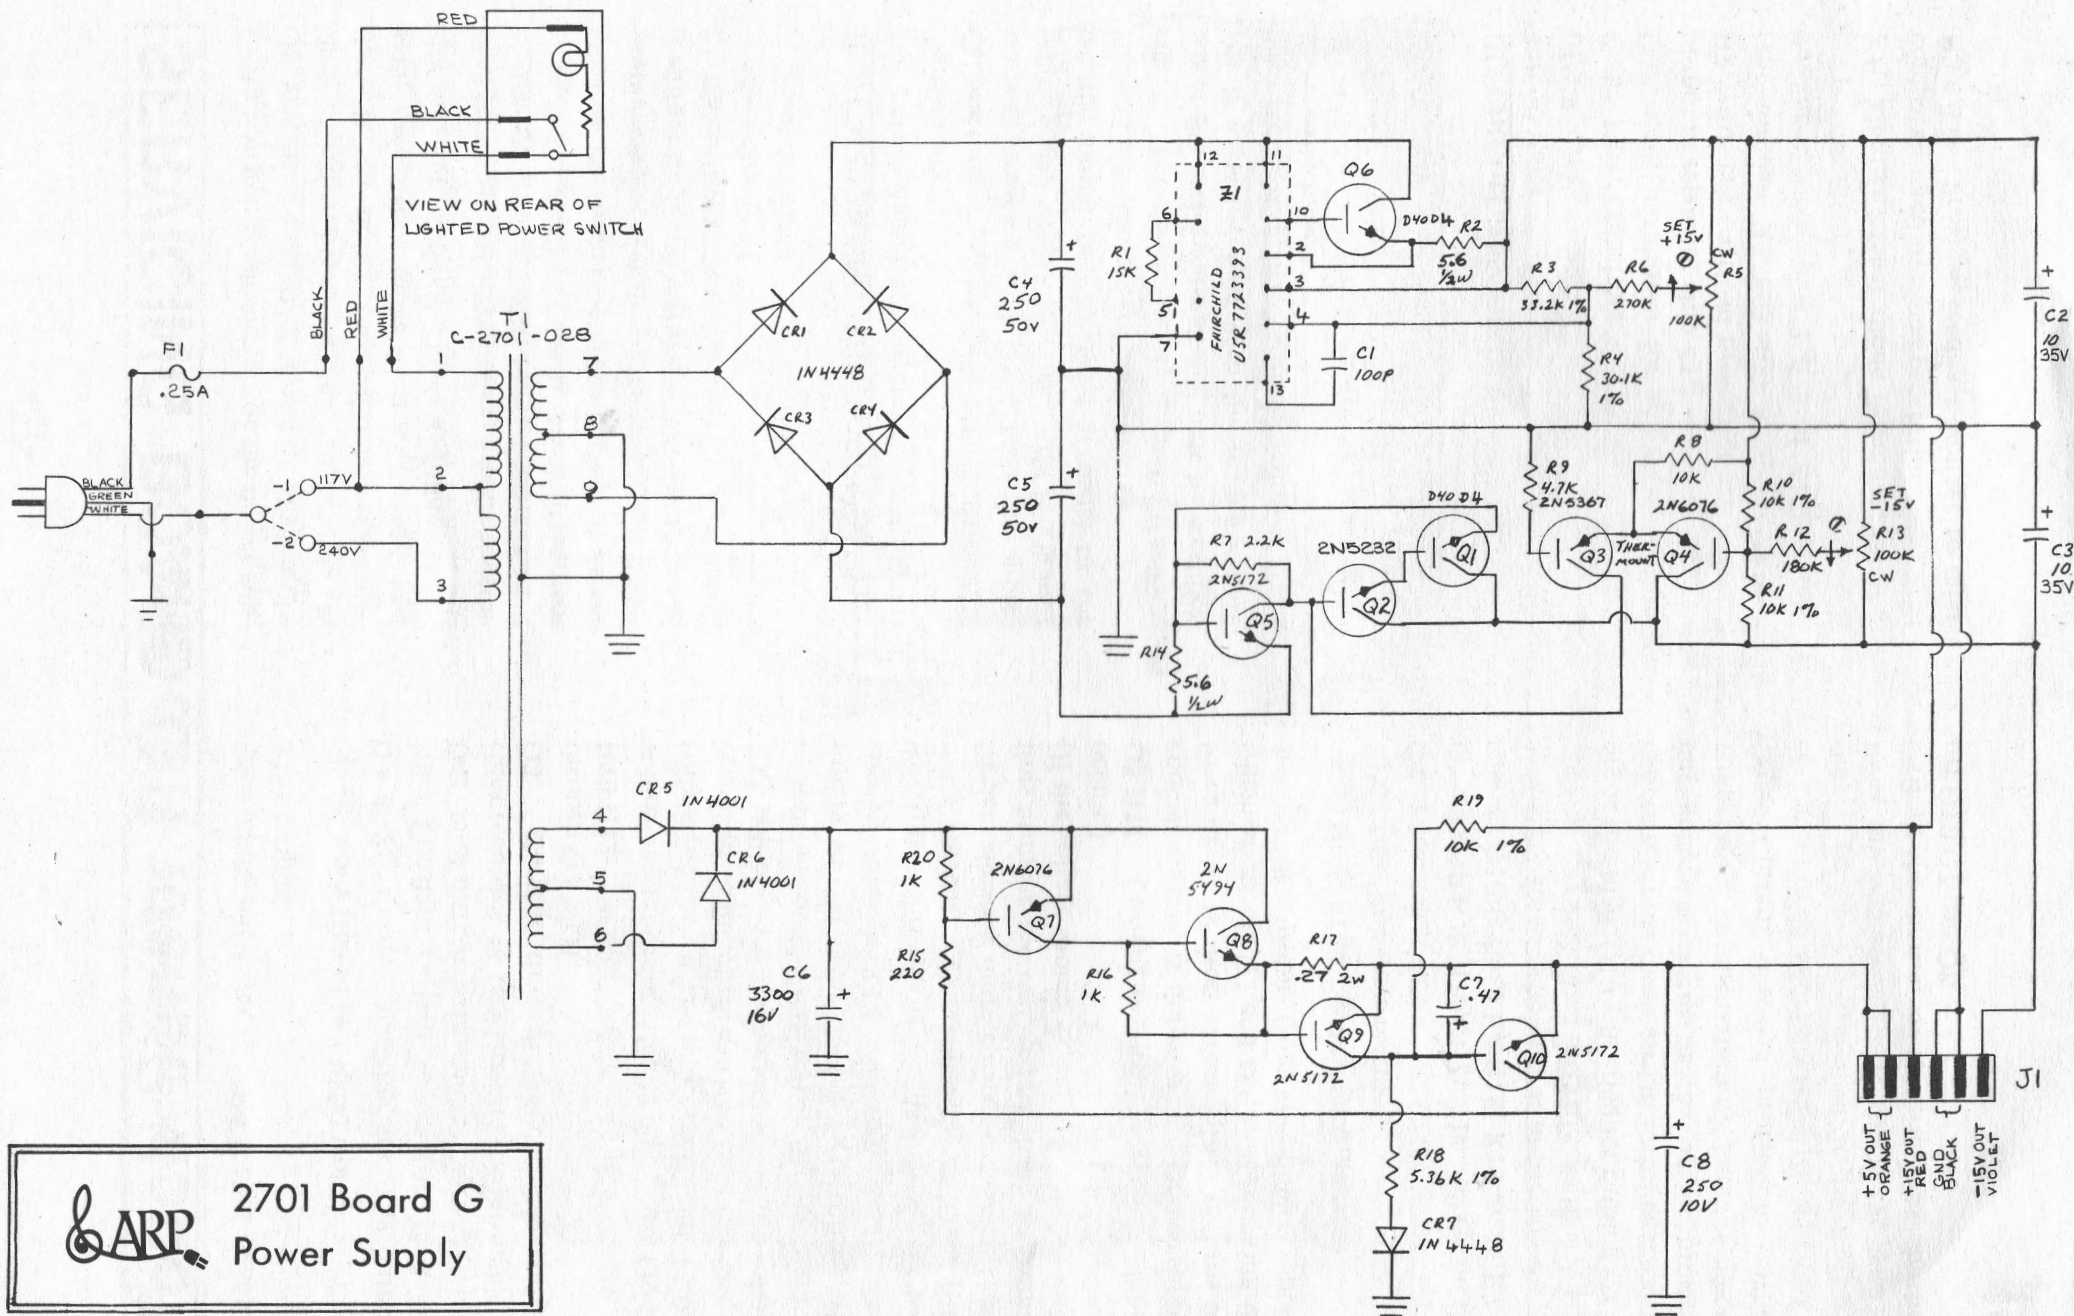 RED
BLACK
WHITE
VIEW ON REAR OF
LIGHTED POWER SWITCH
BLACK
RED
WHITE
F1
.25A
T1
C-2701-028
1
2
3
7
8
9
BLACK
GREEN
WHITE
-1
117V
-2
240V
CR1
CR2
1N4448
CR3
CR4
+
C4
250
50V
+
C5
250
50V
12
11
Z1
6
10
R1
15K
2
3
5
4
7
13
FAIRCHILD
U5R7723393
Q6
D40D4
R2
5.6
½W
R3
33.2K 1%
R6
270K
SET
+15V
CW
R5
100K
C1
100P
R4
30.1K
1%
+
C2
10
35V
R9
4.7K
2N5367
R8
10K
2N6076
R10
10K 1%
SET
-15V
R12
180K
R13
100K
CW
+
C3
10
35V
D40D4
R7 2.2K
2N5172
2N5232
Q1
Q2
Q5
Q3
THER-
MOUNT
Q4
R11
10K 1%
R14
5.6
½W
CR5
1N4001
4
5
6
CR6
1N4001
R20
1K
2N6076
Q7
2N
5494
Q8
R19
10K 1%
C6
3300
16V
+
R15
220
R16
1K
R17
.27 2W
C7
.47
+
Q9
2N5172
Q10
2N5172
R18
5.36K 1%
CR7
1N4448
+
C8
250
10V
J1
+5V OUT
ORANGE
+15V OUT
RED
GND
BLACK
-15V OUT
VIOLET
ARP
2701 Board G
Power Supply